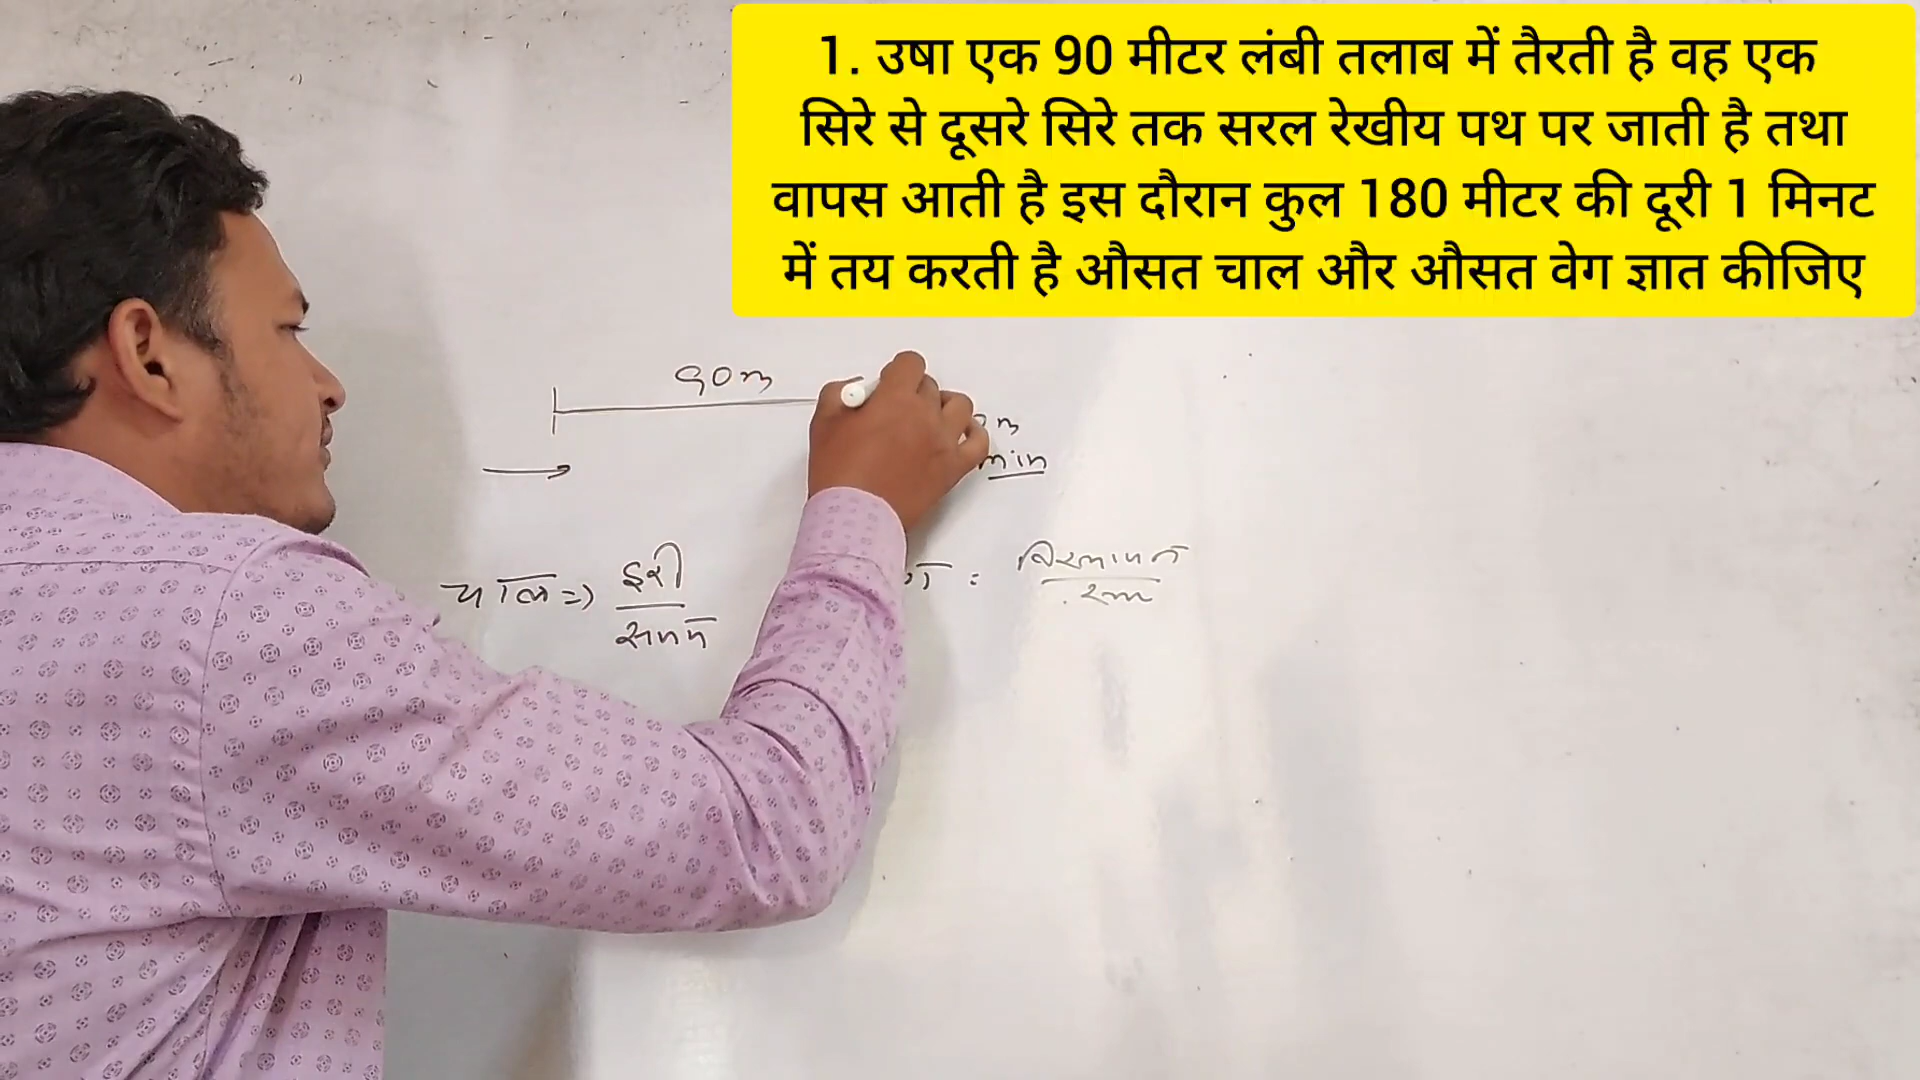 1. उषा एक 90 मीटर लंबी तलाब में तैरती है वह एक
सिरे से दूसरे सिरे तक सरल रेखीय पथ पर जाती है तथा
वापस आती है इस दौरान कुल 180 मीटर की दूरी 1 मिनट
में तय करती है औसत चाल और औसत वेग ज्ञात कीजिए
90m
m
min
चाल => दूरी
समय
= विस्थापन